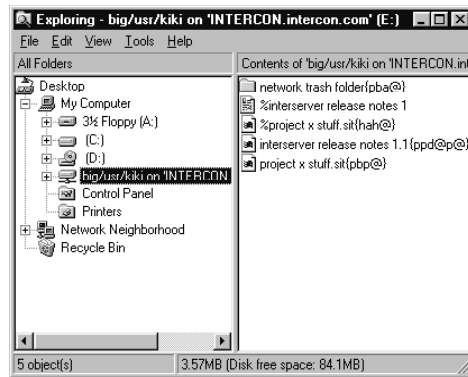 Exploring - big/usr/kiki on 'INTERCON.intercon.com' (E:)
File Edit View Tools Help
All Folders
Contents of 'big/usr/kiki on 'INTERCON.int
Desktop
My Computer
3½ Floppy (A:)
(C:)
(D:)
big/usr/kiki on 'INTERCON.
Control Panel
Printers
Network Neighborhood
Recycle Bin
network trash folder{pba@}
%interserver release notes 1
%project x stuff.sit{hah@}
interserver release notes 1.1{ppd@p@}
project x stuff.sit{pbp@}
5 object(s)
3.57MB (Disk free space: 84.1MB)